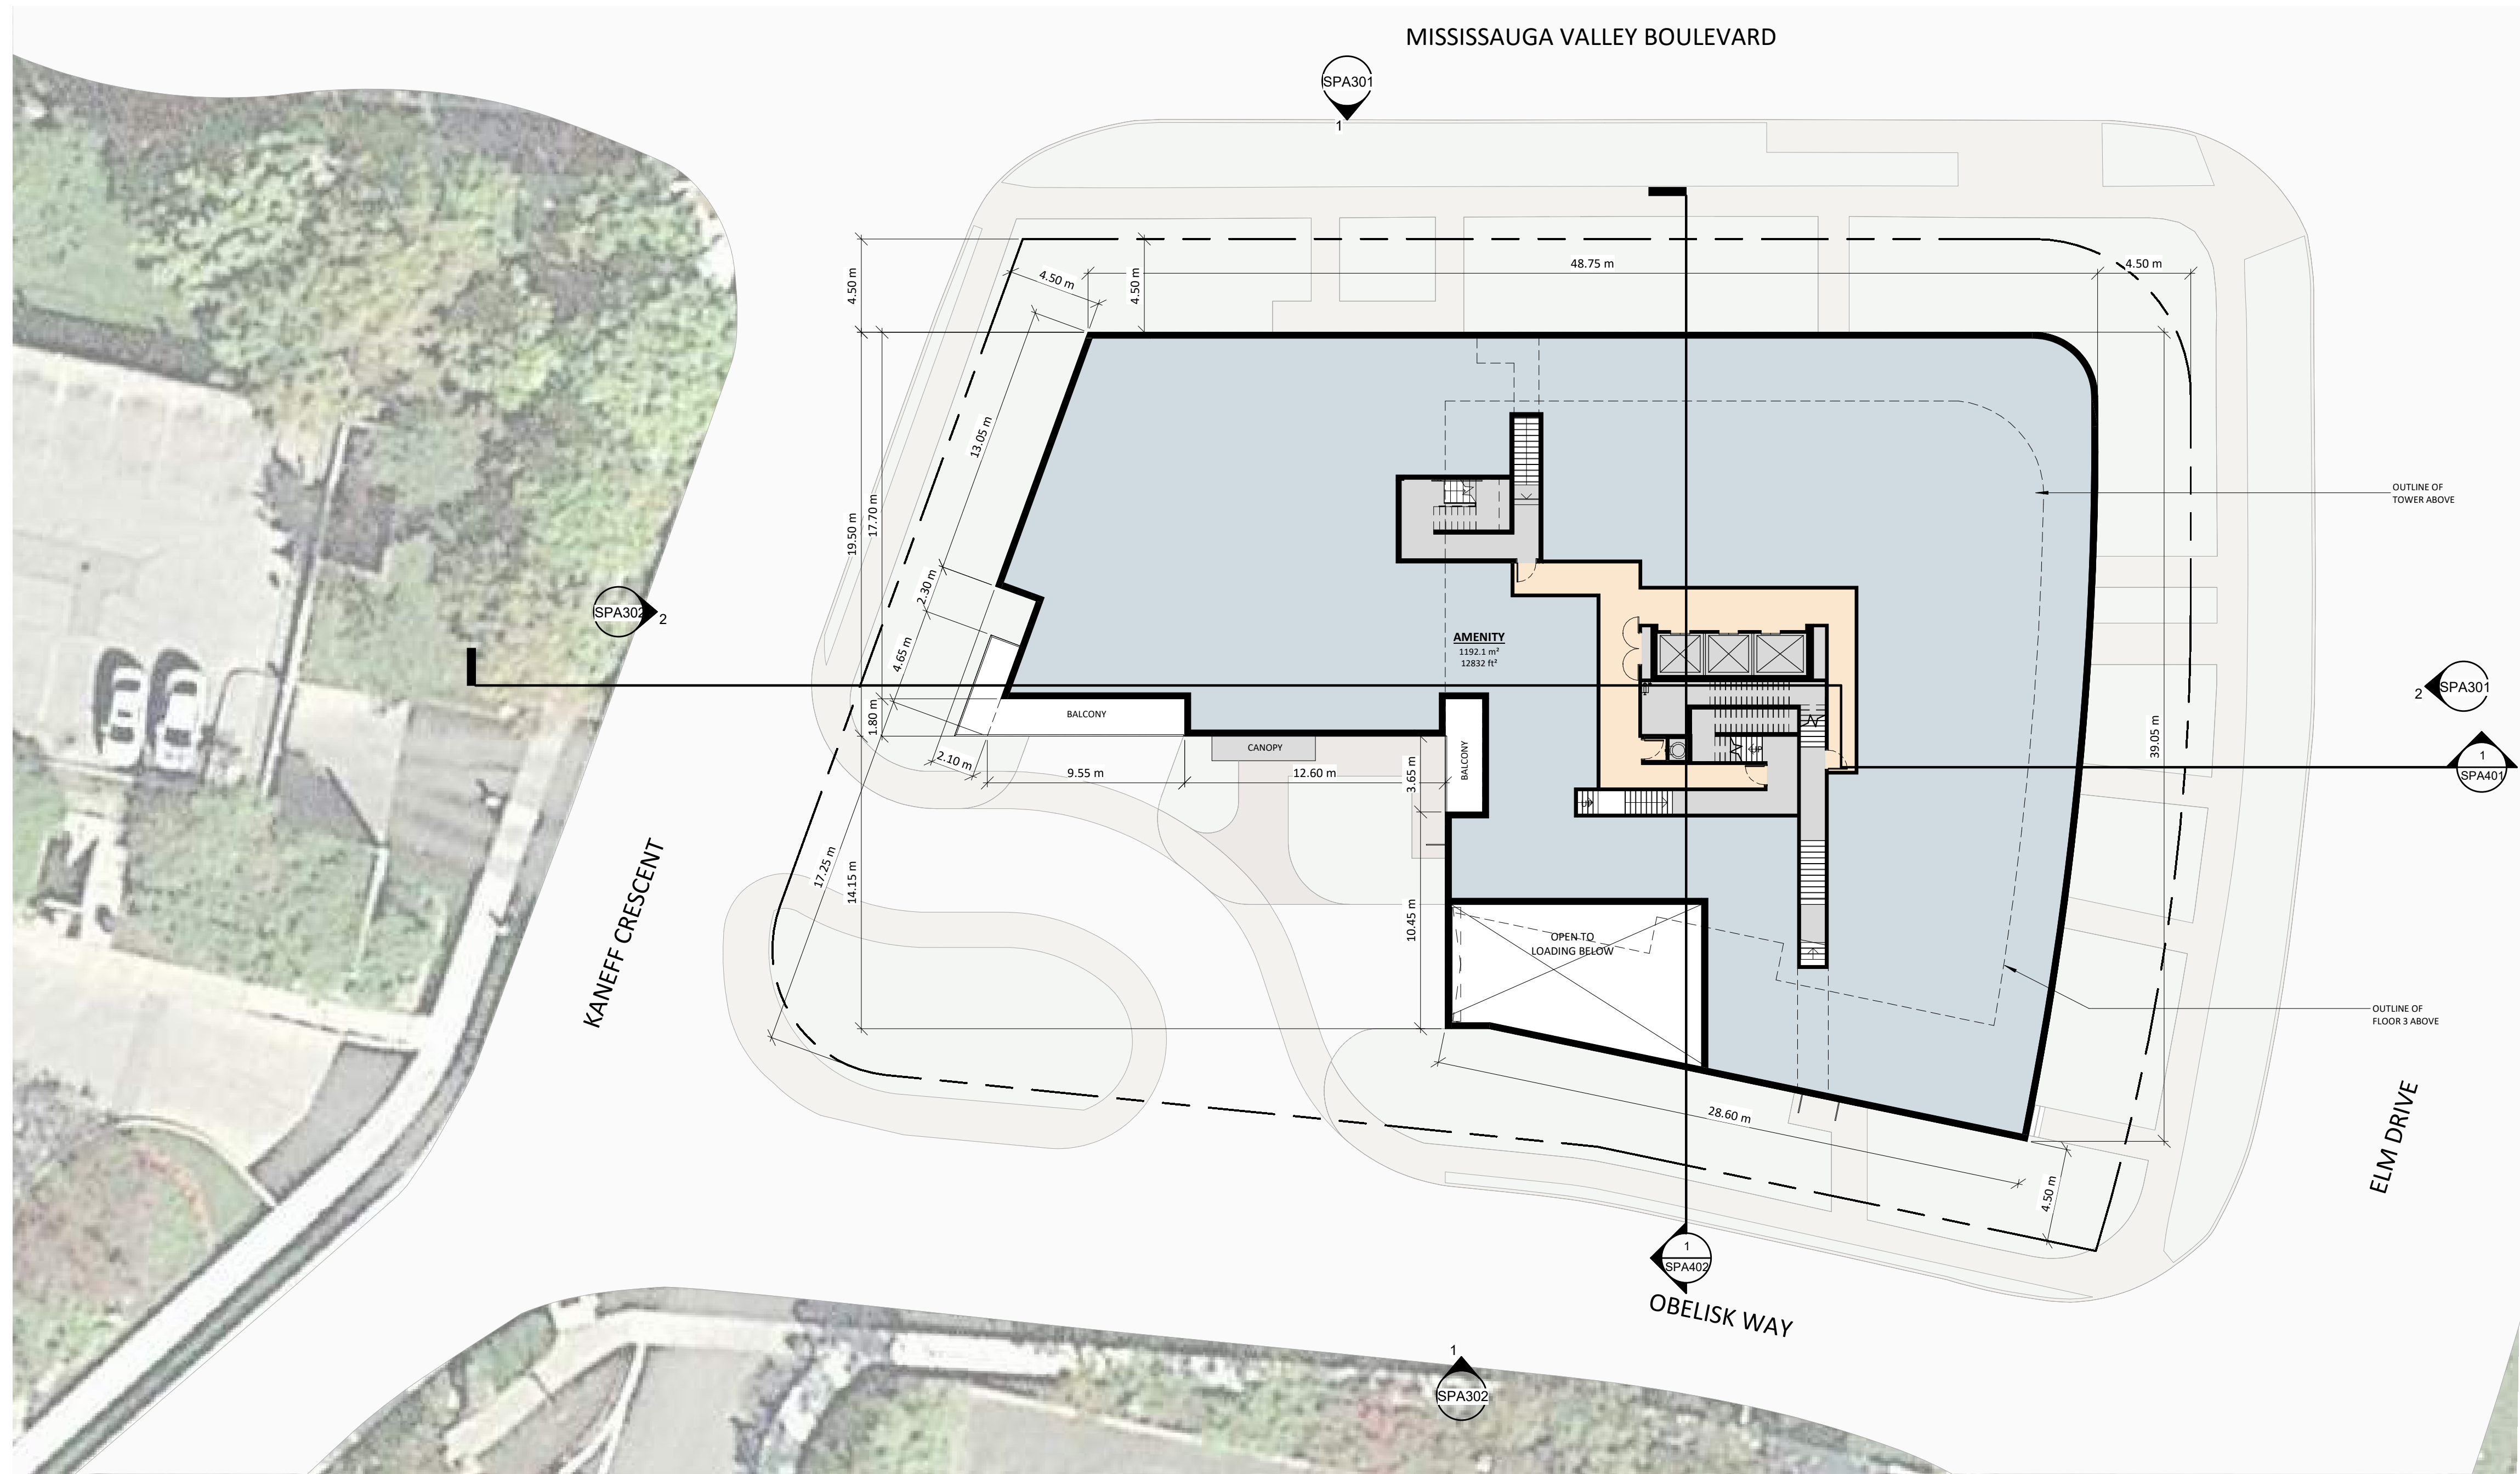 MISSISSAUGA VALLEY BOULEVARD
SPA301
1
4.50 m
4.50 m
4.50 m
48.75 m
4.50 m
13.05 m
19.50 m
17.70 m
OUTLINE OF
TOWER ABOVE
2.30 m
SPA302
2
AMENITY
1192.1 m²
12832 ft²
4.65 m
2
SPA301
1.80 m
BALCONY
CANOPY
BALCONY
UP
39.05 m
2.10 m
9.55 m
12.60 m
3.65 m
1
SPA401
UP
KANEFF CRESCENT
17.25 m
14.15 m
10.45 m
OPEN TO
LOADING BELOW
OUTLINE OF
FLOOR 3 ABOVE
28.60 m
ELM DRIVE
4.50 m
1
SPA402
OBELISK WAY
1
SPA302